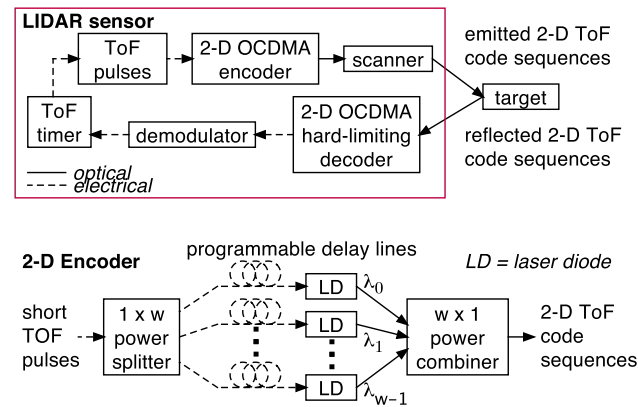 LIDAR sensor
ToF
pulses
2-D OCDMA
encoder
scanner
emitted 2-D ToF
code sequences
target
ToF
timer
demodulator
2-D OCDMA
hard-limiting
decoder
reflected 2-D ToF
code sequences
optical
electrical
programmable delay lines
2-D Encoder
LD = laser diode
short
TOF
pulses
1 x w
power
splitter
LD
λ0
LD
λ1
LD
λw−1
w x 1
power
combiner
2-D ToF
code
sequences